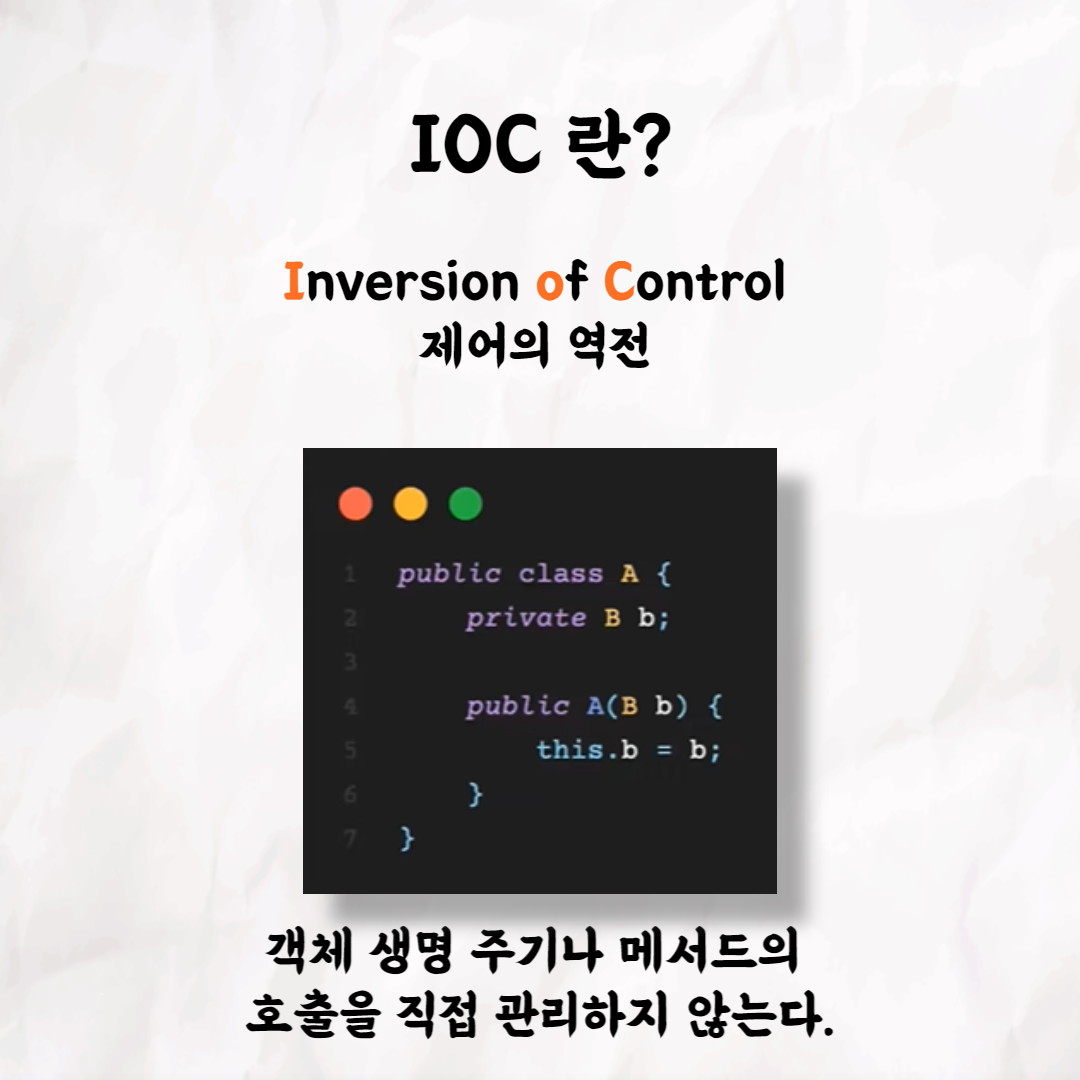 IOC 란?
Inversion of Control
제어의 역전
1 public class A {
2 private B b;
3
4 public A(B b) {
5 this.b = b;
6 }
7 }
객체 생명 주기나 메서드의
호출을 직접 관리하지 않는다.